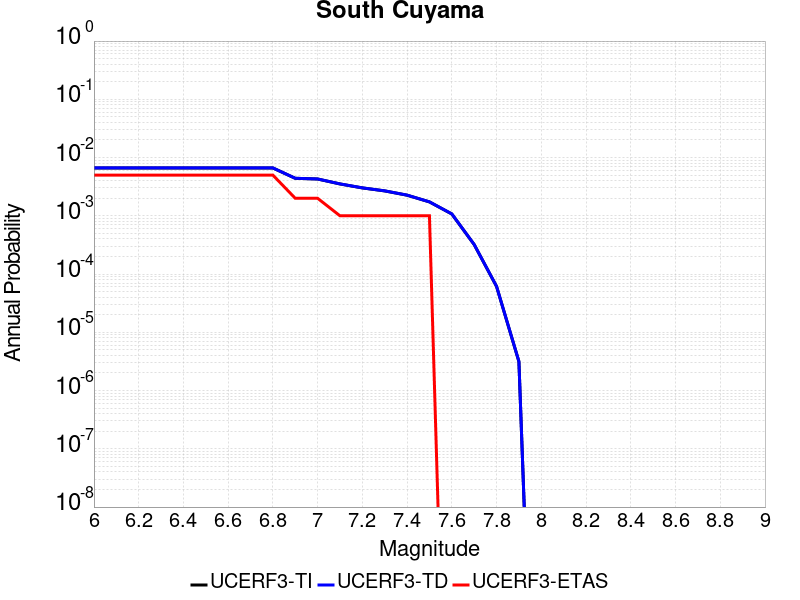 South Cuyama
10^0
10^-1
10^-2
10^-3
10^-4
10^-5
10^-6
10^-7
10^-8
Annual Probability
6 6.2 6.4 6.6 6.8 7 7.2 7.4 7.6 7.8 8 8.2 8.4 8.6 8.8 9
Magnitude
UCERF3-TI UCERF3-TD UCERF3-ETAS